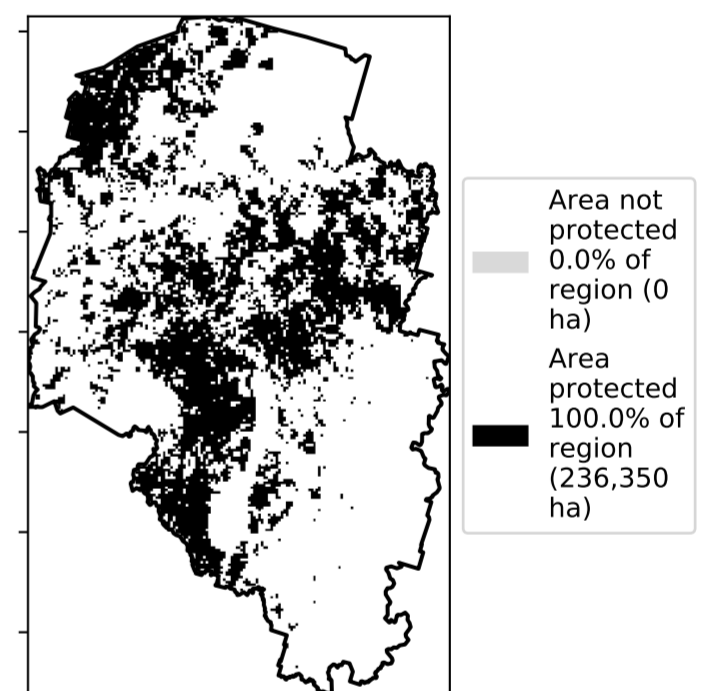 Area not
protected
0.0% of
region (0
ha)
Area
protected
100.0% of
region
(236,350
ha)